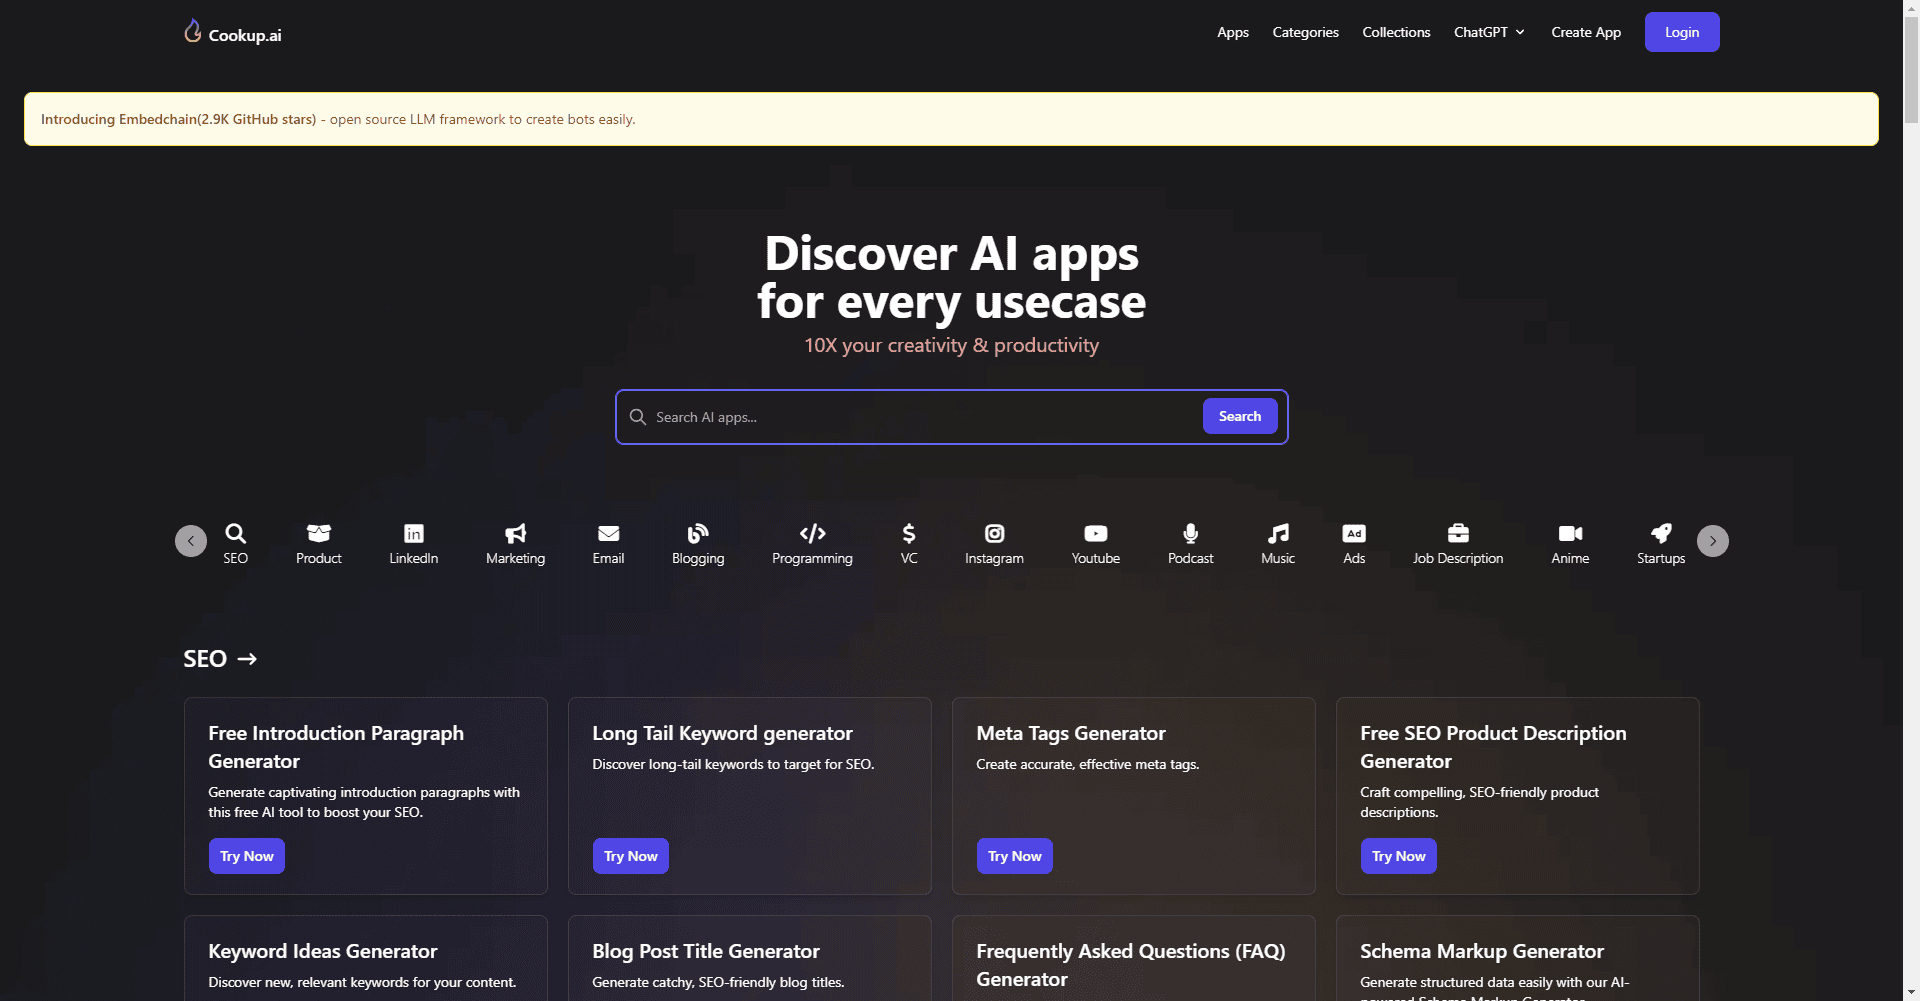 Cookup.ai
Apps Categories Collections ChatGPT Create App Login
Introducing Embedchain(2.9K GitHub stars) - open source LLM framework to create bots easily.
Discover AI apps
for every usecase
10X your creativity & productivity
Search AI apps... Search
SEO Product LinkedIn Marketing Email Blogging Programming VC Instagram Youtube Podcast Music Ads Job Description Anime Startups
SEO →
Free Introduction Paragraph
Generator
Generate captivating introduction paragraphs with
this free AI tool to boost your SEO.
Try Now
Long Tail Keyword generator
Discover long-tail keywords to target for SEO.
Try Now
Meta Tags Generator
Create accurate, effective meta tags.
Try Now
Free SEO Product Description
Generator
Craft compelling, SEO-friendly product
descriptions.
Try Now
Keyword Ideas Generator
Discover new, relevant keywords for your content.
Blog Post Title Generator
Generate catchy, SEO-friendly blog titles.
Frequently Asked Questions (FAQ)
Generator
Schema Markup Generator
Generate structured data easily with our AI-
powered Schema Markup Generator.